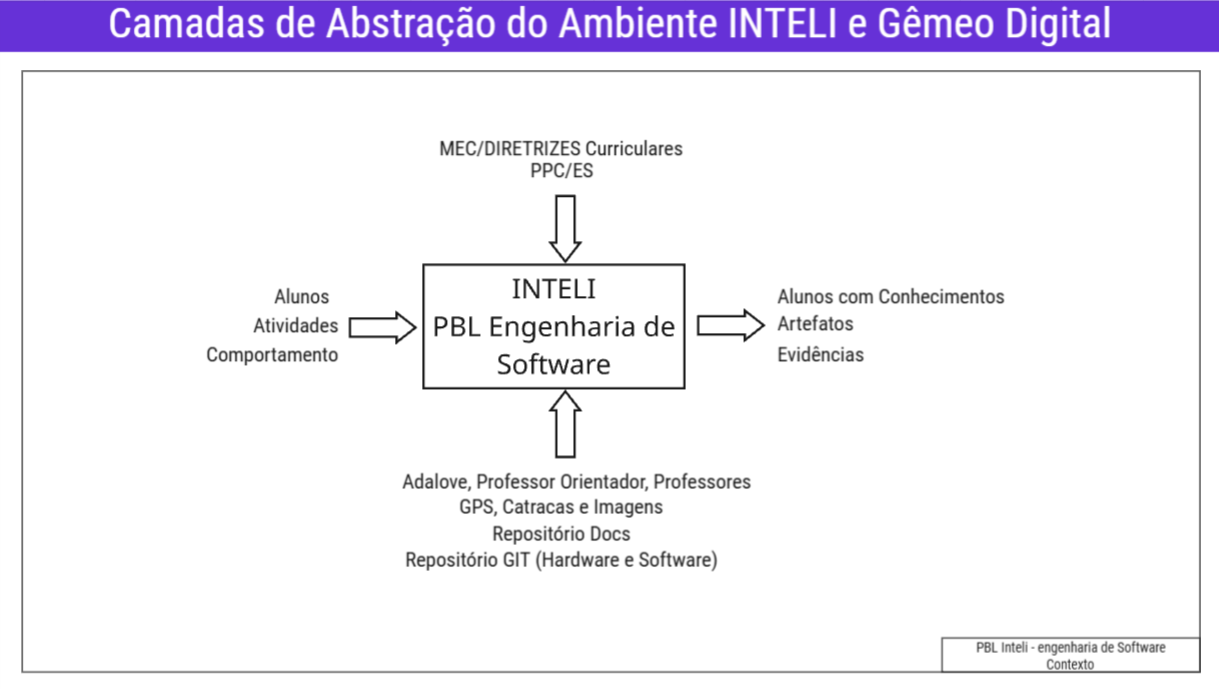 Camadas de Abstração do Ambiente INTELI e Gêmeo Digital
MEC/DIRETRIZES Curriculares
PPC/ES
Alunos
Atividades
Comportamento
INTELI
PBL Engenharia de
Software
Alunos com Conhecimentos
Artefatos
Evidências
Adalove, Professor Orientador, Professores
GPS, Catracas e Imagens
Repositório Docs
Repositório GIT (Hardware e Software)
PBL Inteli - engenharia de Software
Contexto